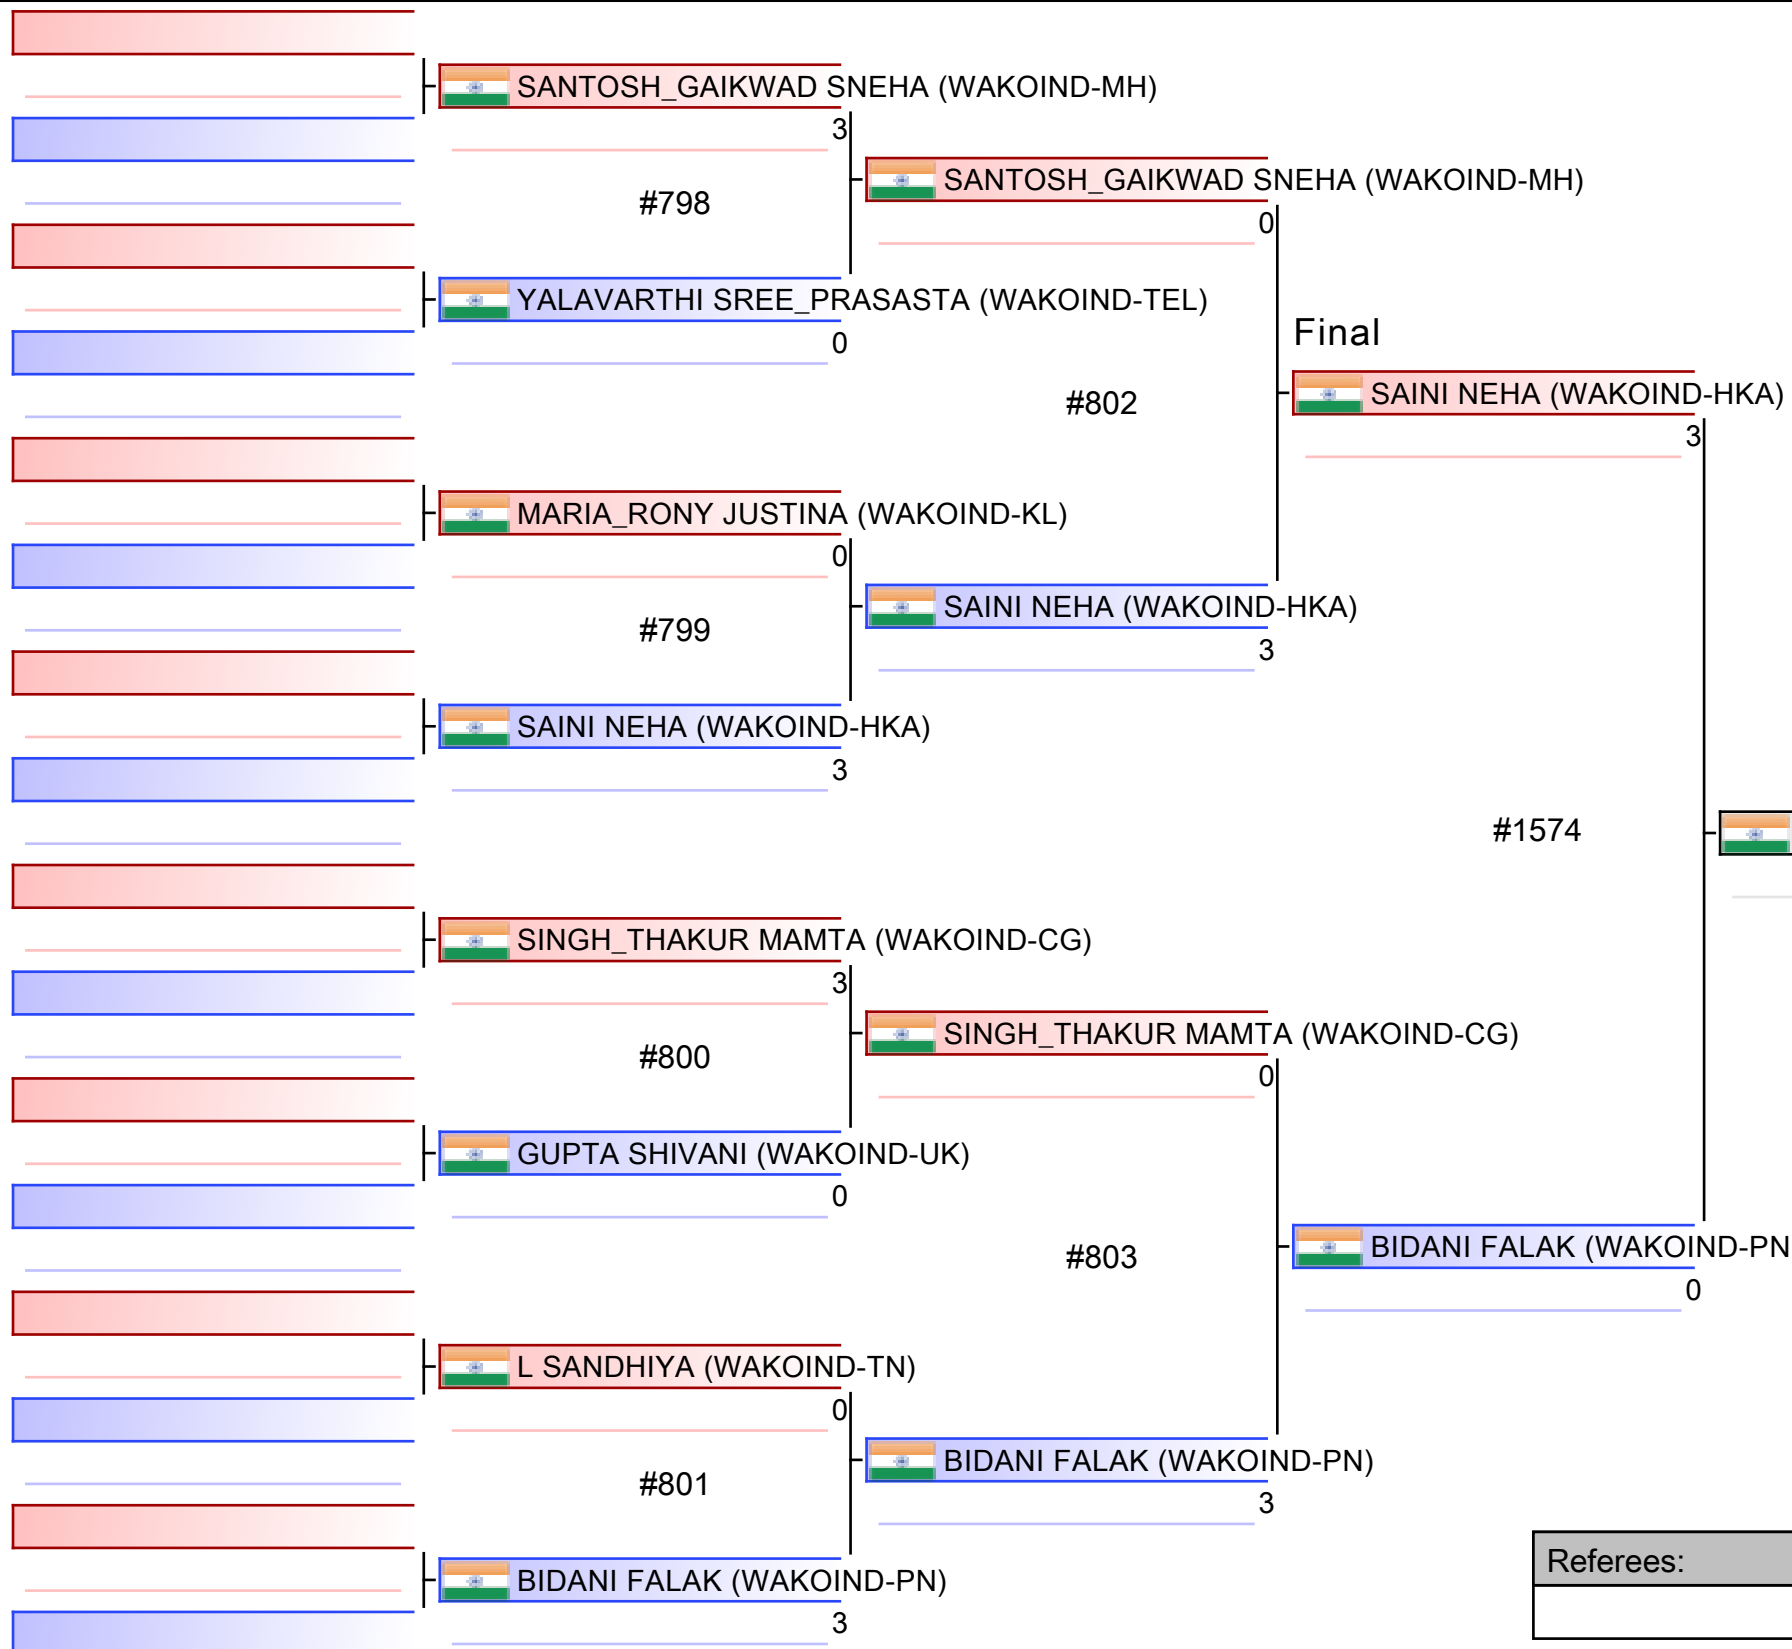 SANTOSH_GAIKWAD SNEHA (WAKOIND-MH)
3
SANTOSH_GAIKWAD SNEHA (WAKOIND-MH)
#798
0
YALAVARTHI SREE_PRASASTA (WAKOIND-TEL)
Final
0
SAINI NEHA (WAKOIND-HKA)
#802
3
MARIA_RONY JUSTINA (WAKOIND-KL)
0
SAINI NEHA (WAKOIND-HKA)
#799
3
SAINI NEHA (WAKOIND-HKA)
3
#1574
SINGH_THAKUR MAMTA (WAKOIND-CG)
3
SINGH_THAKUR MAMTA (WAKOIND-CG)
#800
0
GUPTA SHIVANI (WAKOIND-UK)
0
BIDANI FALAK (WAKOIND-PN
#803
0
L SANDHIYA (WAKOIND-TN)
0
BIDANI FALAK (WAKOIND-PN)
#801
3
Referees:
BIDANI FALAK (WAKOIND-PN)
3